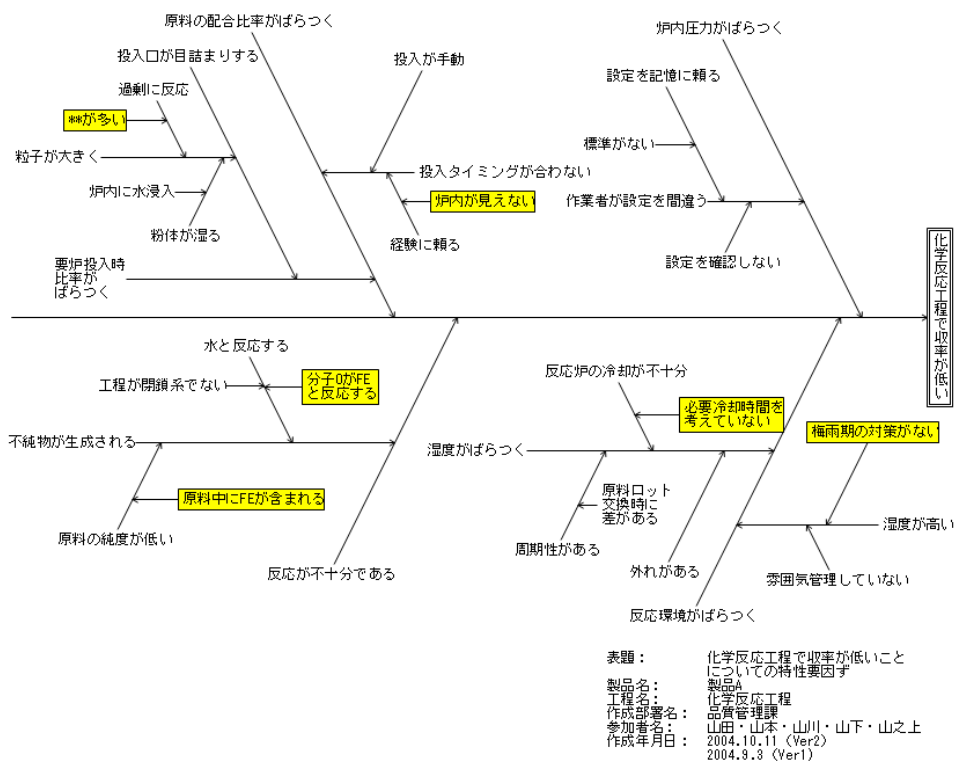 原料の配合比率がばらつく
投入口が目詰まりする
過剰に反応
**が多い
粒子が大きく
炉内に水浸入
粉体が湿る
要炉投入時
比率が
ばらつく
投入が手動
投入タイミングが合わない
炉内が見えない
経験に頼る
炉内圧力がばらつく
設定を記憶に頼る
標準がない
作業者が設定を間違う
設定を確認しない
化学反応工程で収率が低い
水と反応する
工程が閉鎖系でない
分子OがFE
と反応する
不純物が生成される
原料中にFEが含まれる
原料の純度が低い
反応が不十分である
反応炉の冷却が不十分
必要冷却時間を
考えていない
湿度がばらつく
原料ロット
交換時に
差がある
周期性がある
外れがある
梅雨期の対策がない
湿度が高い
雰囲気管理していない
反応環境がばらつく
表題： 化学反応工程で収率が低いこと
についての特性要因ず
製品名： 製品A
工程名： 化学反応工程
作成部署名： 品質管理課
参加者名： 山田・山本・山川・山下・山之上
作成年月日： 2004.10.11 (Ver2)
2004.9.3 (Ver1)